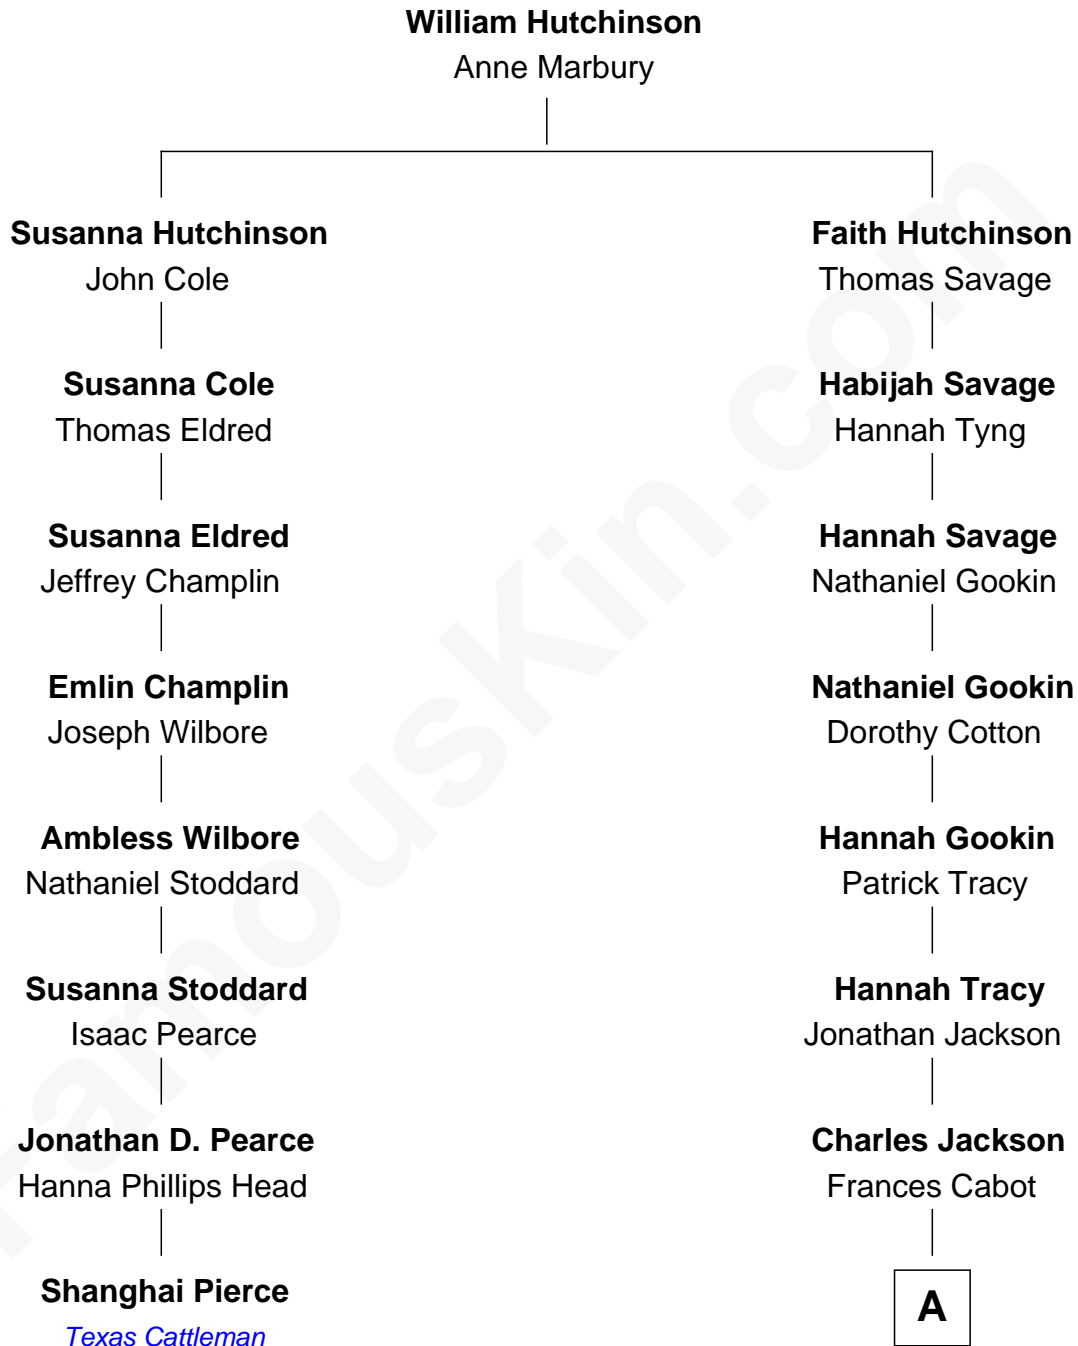 William Hutchinson
Anne Marbury
Susanna Hutchinson
John Cole
Susanna Cole
Thomas Eldred
Susanna Eldred
Jeffrey Champlin
Emlin Champlin
Joseph Wilbore
Ambless Wilbore
Nathaniel Stoddard
Susanna Stoddard
Isaac Pearce
Jonathan D. Pearce
Hanna Phillips Head
Shanghai Pierce
Texas Cattleman
Faith Hutchinson
Thomas Savage
Habijah Savage
Hannah Tyng
Hannah Savage
Nathaniel Gookin
Nathaniel Gookin
Dorothy Cotton
Hannah Gookin
Patrick Tracy
Hannah Tracy
Jonathan Jackson
Charles Jackson
Frances Cabot
A
FamousKin.com